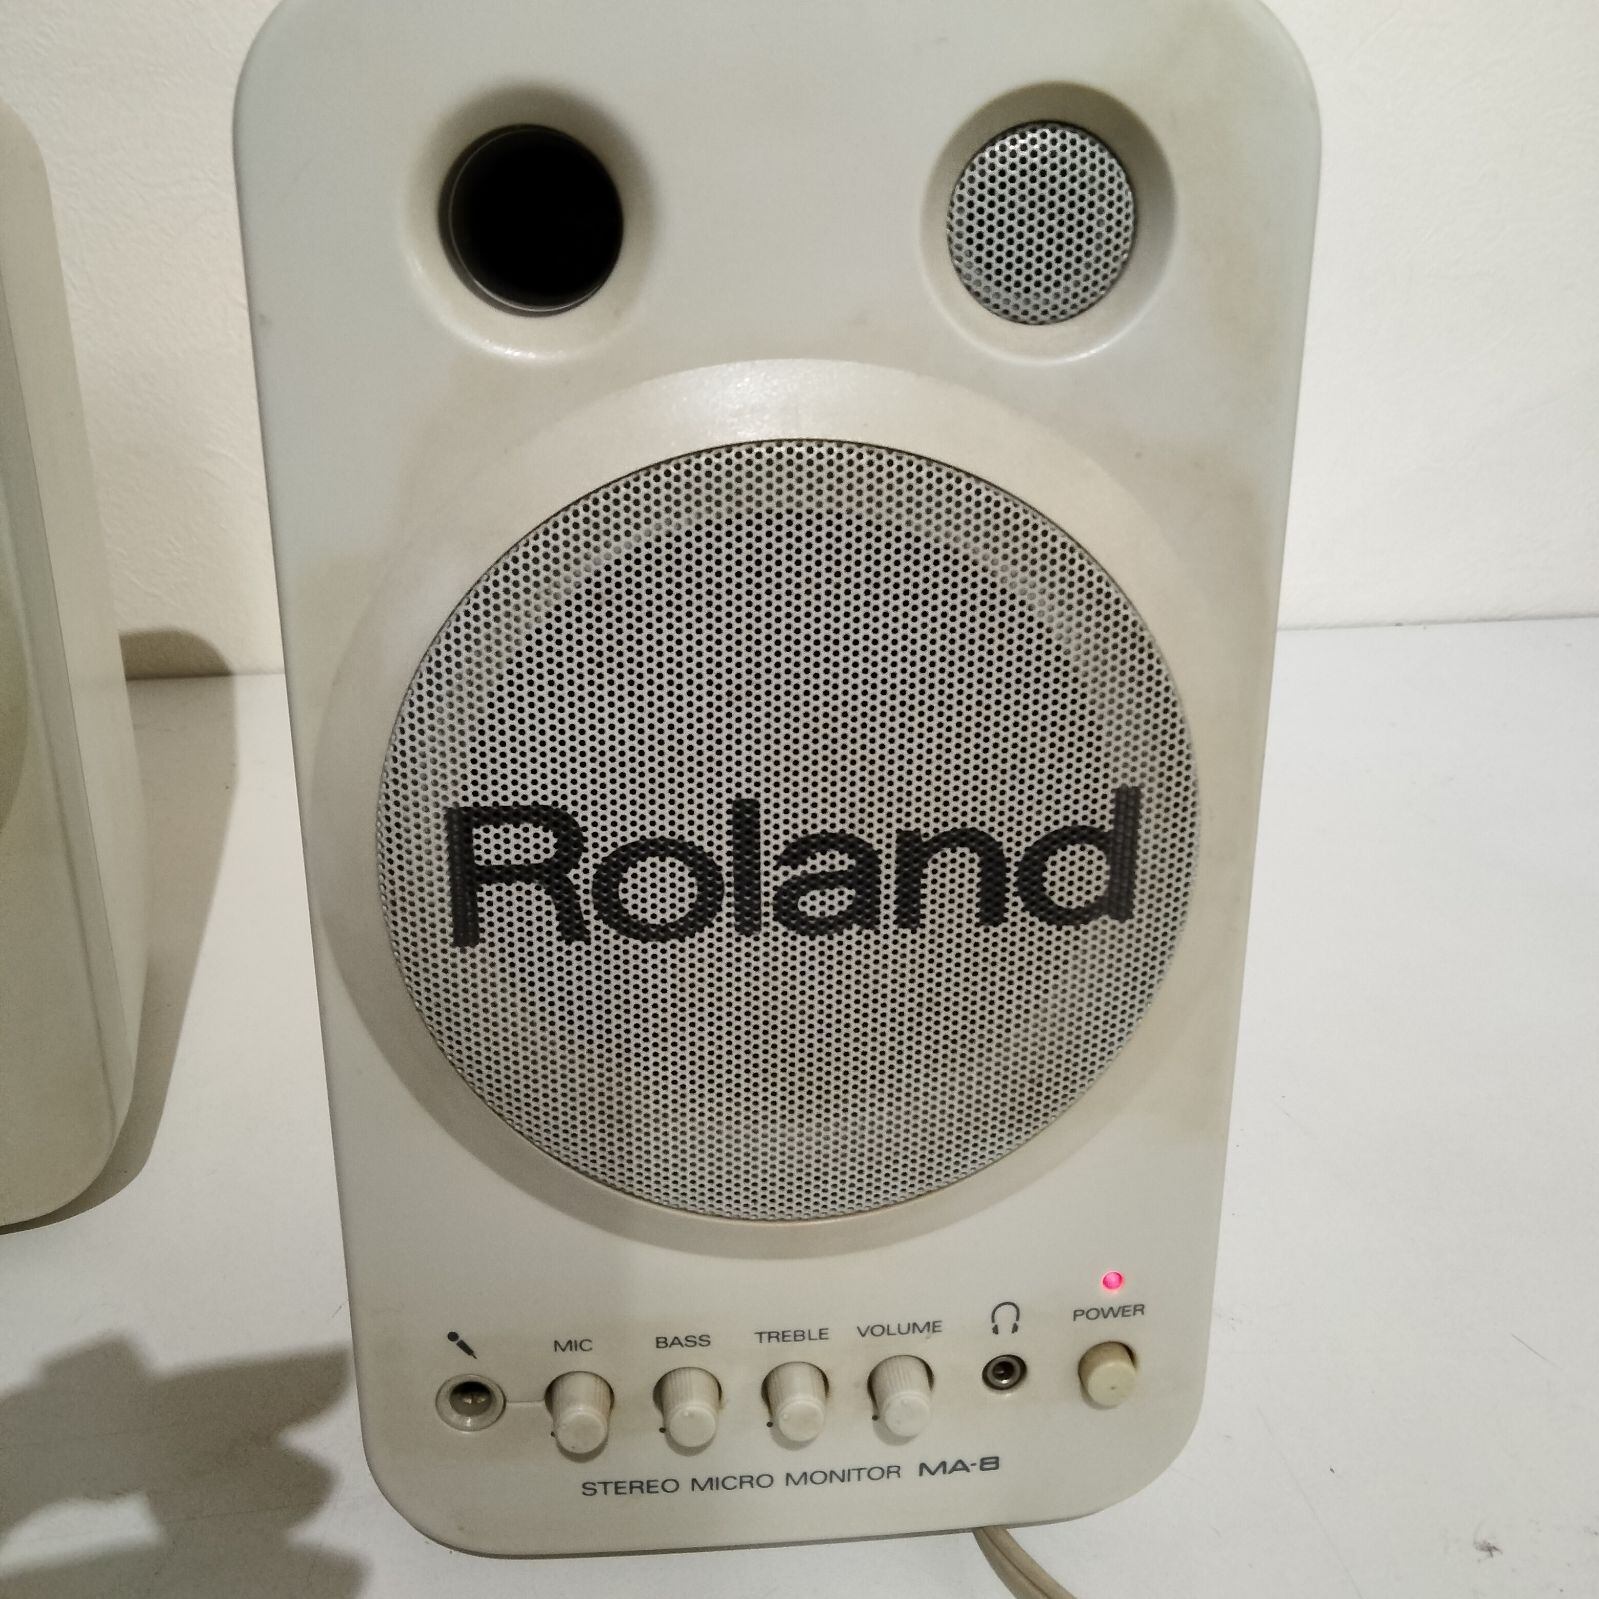 Roland
MIC BASS TREBLE VOLUME POWER
STEREO MICRO MONITOR MA-8